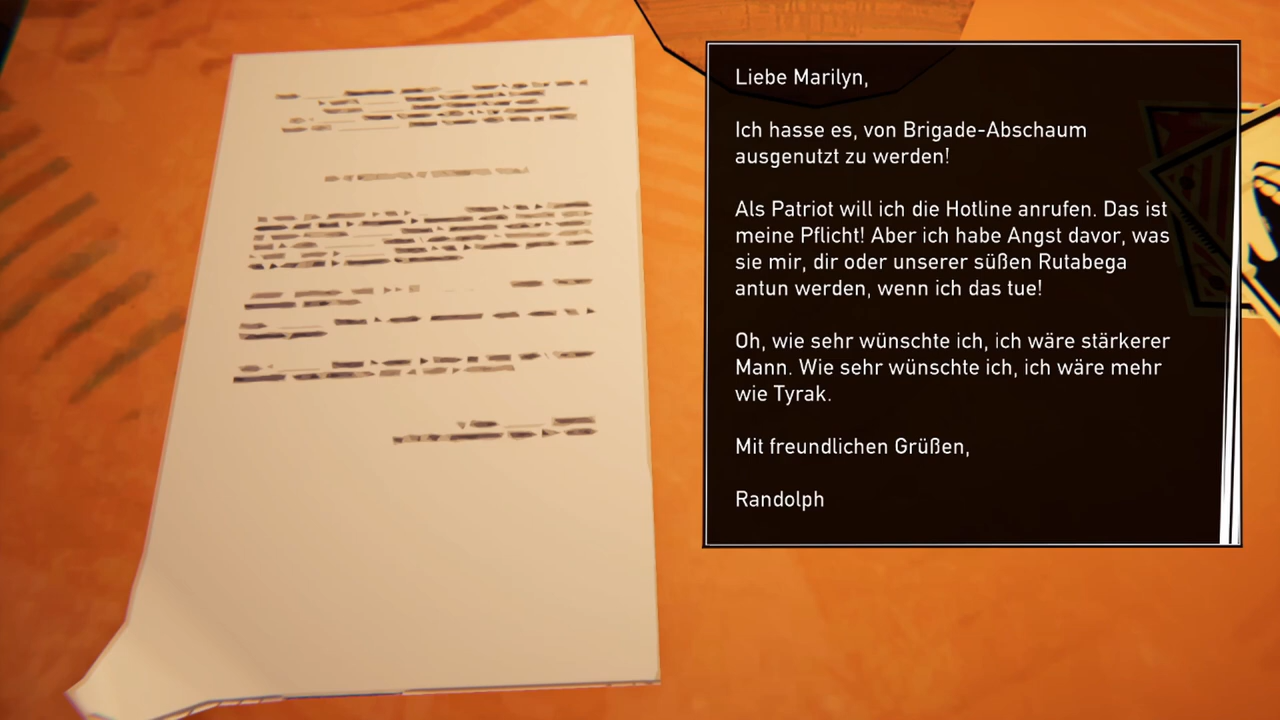 Liebe Marilyn,
Ich hasse es, von Brigade-Abschaum
ausgenutzt zu werden!
Als Patriot will ich die Hotline anrufen. Das ist
meine Pflicht! Aber ich habe Angst davor, was
sie mir, dir oder unserer süßen Rutabega
antun werden, wenn ich das tue!
Oh, wie sehr wünschte ich, ich wäre stärkerer
Mann. Wie sehr wünschte ich, ich wäre mehr
wie Tyrak.
Mit freundlichen Grüßen,
Randolph